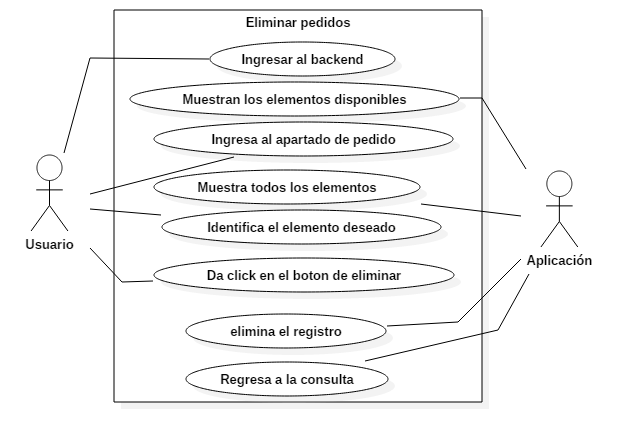 Eliminar pedidos
Ingresar al backend
Muestran los elementos disponibles
Ingresa al apartado de pedido
Muestra todos los elementos
Identifica el elemento deseado
Da click en el boton de eliminar
elimina el registro
Regresa a la consulta
Usuario
Aplicación